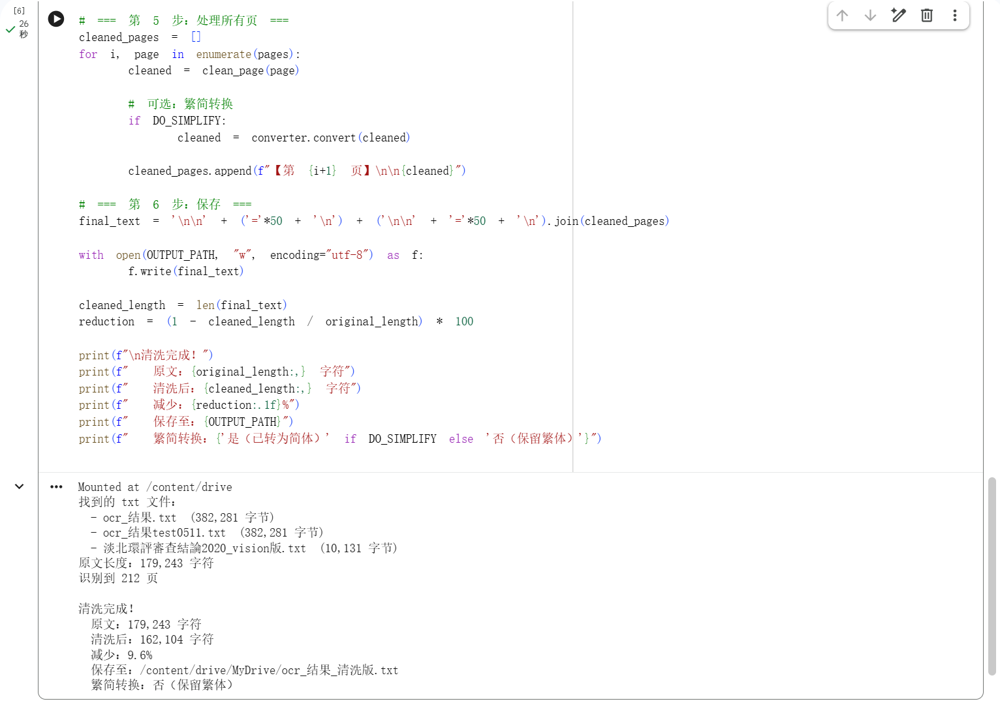 [6]
26
秒
# === 第 5 步：处理所有页 ===
cleaned_pages = []
for i, page in enumerate(pages):
    cleaned = clean_page(page)

    # 可选：繁简转换
    if DO_SIMPLIFY:
        cleaned = converter.convert(cleaned)

    cleaned_pages.append(f"【第 {i+1} 页】\n\n{cleaned}")

# === 第 6 步：保存 ===
final_text = '\n\n' + ('='*50 + '\n') + ('\n\n' + '='*50 + '\n').join(cleaned_pages)

with open(OUTPUT_PATH, "w", encoding="utf-8") as f:
    f.write(final_text)

cleaned_length = len(final_text)
reduction = (1 - cleaned_length / original_length) * 100

print(f"\n清洗完成！")
print(f"  原文：{original_length:,} 字符")
print(f"  清洗后：{cleaned_length:,} 字符")
print(f"  减少：{reduction:.1f}%")
print(f"  保存至：{OUTPUT_PATH}")
print(f"  繁简转换：{'是（已转为简体）' if DO_SIMPLIFY else '否（保留繁体）'}")
Mounted at /content/drive
找到的 txt 文件：
  - ocr_结果.txt （382,281 字节）
  - ocr_结果test0511.txt （382,281 字节）
  - 淡北環評審查結論2020_vision版.txt （10,131 字节）
原文长度：179,243 字符
识别到 212 页

清洗完成！
  原文：179,243 字符
  清洗后：162,104 字符
  减少：9.6%
  保存至：/content/drive/MyDrive/ocr_结果_清洗版.txt
  繁简转换：否（保留繁体）